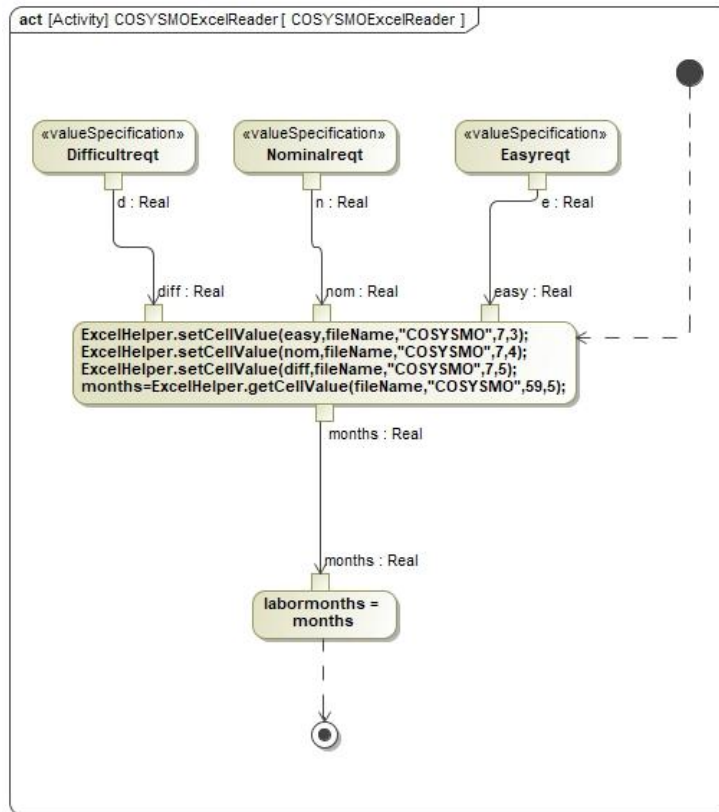 act [Activity] COSYSMOExcelReader[ COSYSMOExcelReader ]
«valueSpecification»
Difficultreqt
«valueSpecification»
Nominalreqt
«valueSpecification»
Easyreqt
d : Real
n : Real
e : Real
diff : Real
nom : Real
easy : Real
ExcelHelper.setCellValue(easy,fileName,"COSYSMO",7,3);
ExcelHelper.setCellValue(nom,fileName,"COSYSMO",7,4);
ExcelHelper.setCellValue(diff,fileName,"COSYSMO",7,5);
months=ExcelHelper.getCellValue(fileName,"COSYSMO",59,5);
months : Real
months : Real
labormonths =
months